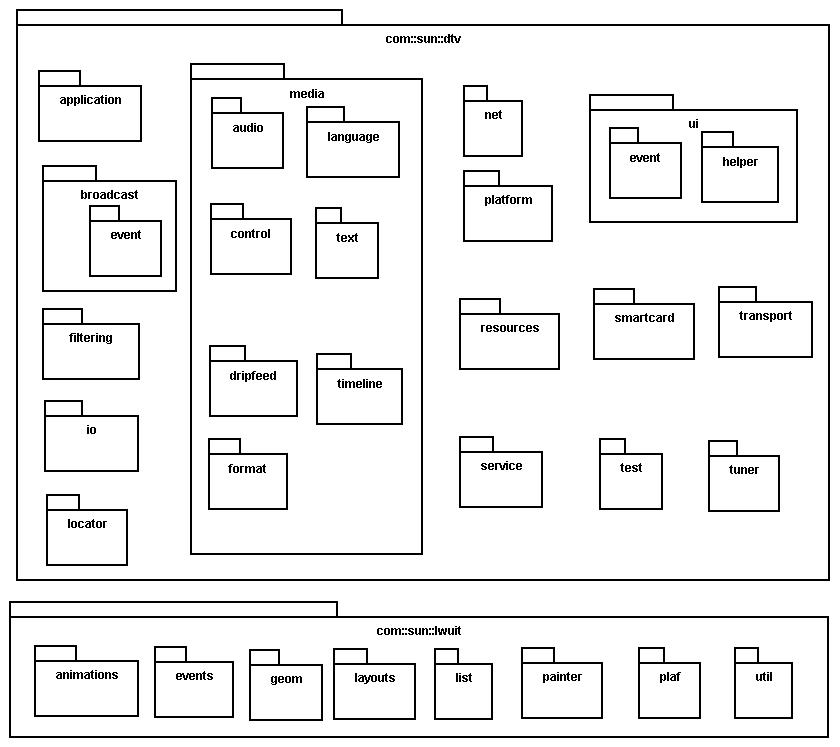 com::sun::dtv
application
media
audio
language
net
ui
event
helper
broadcast
event
control
text
platform
filtering
resources
smartcard
transport
dripfeed
timeline
io
format
service
test
tuner
locator
com::sun::lwuit
animations
events
geom
layouts
list
painter
plaf
util